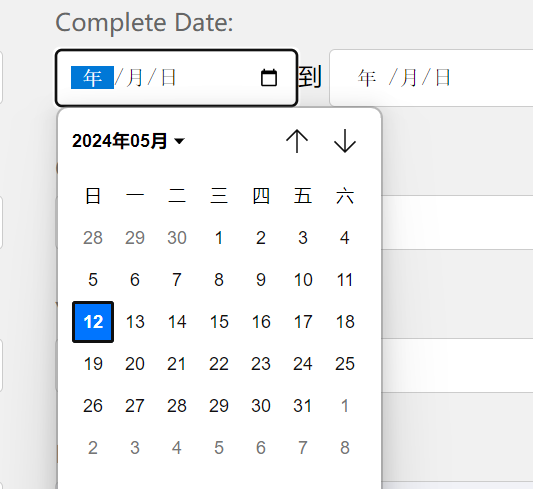 Complete Date:
年/月/日 到 年 /月/日
2024年05月
日 一 二 三 四 五 六
28 29 30 1 2 3 4
5 6 7 8 9 10 11
12 13 14 15 16 17 18
19 20 21 22 23 24 25
26 27 28 29 30 31 1
2 3 4 5 6 7 8